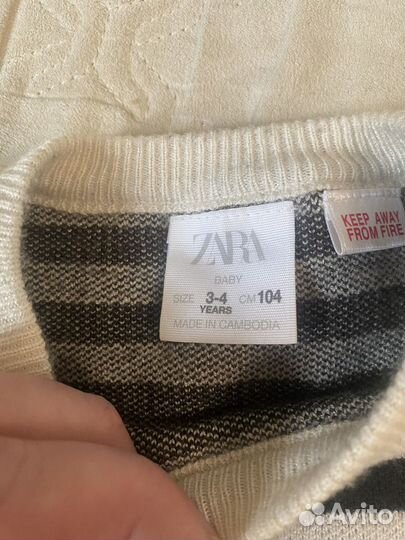 ZARA
BABY
SIZE 3-4 YEARS CM 104
MADE IN CAMBODIA
KEEP AWAY
FROM FIRE
Avito